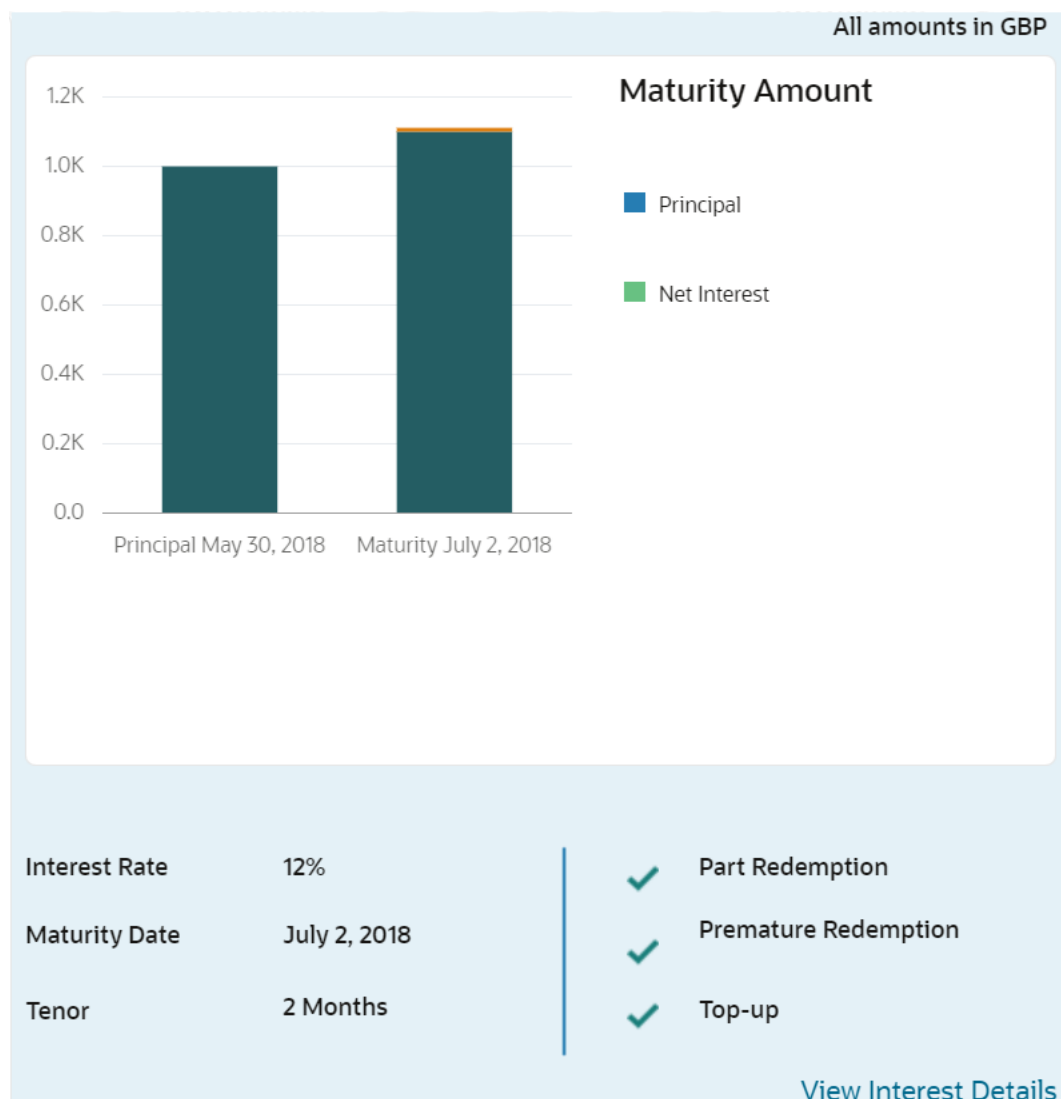 All amounts in GBP
Maturity Amount
1.2K
1.0K
0.8K
0.6K
0.4K
0.2K
0.0
Principal May 30, 2018
Maturity July 2, 2018
Principal
Net Interest
Interest Rate 12%
Maturity Date July 2, 2018
Tenor 2 Months
Part Redemption
Premature Redemption
Top-up
View Interest Details